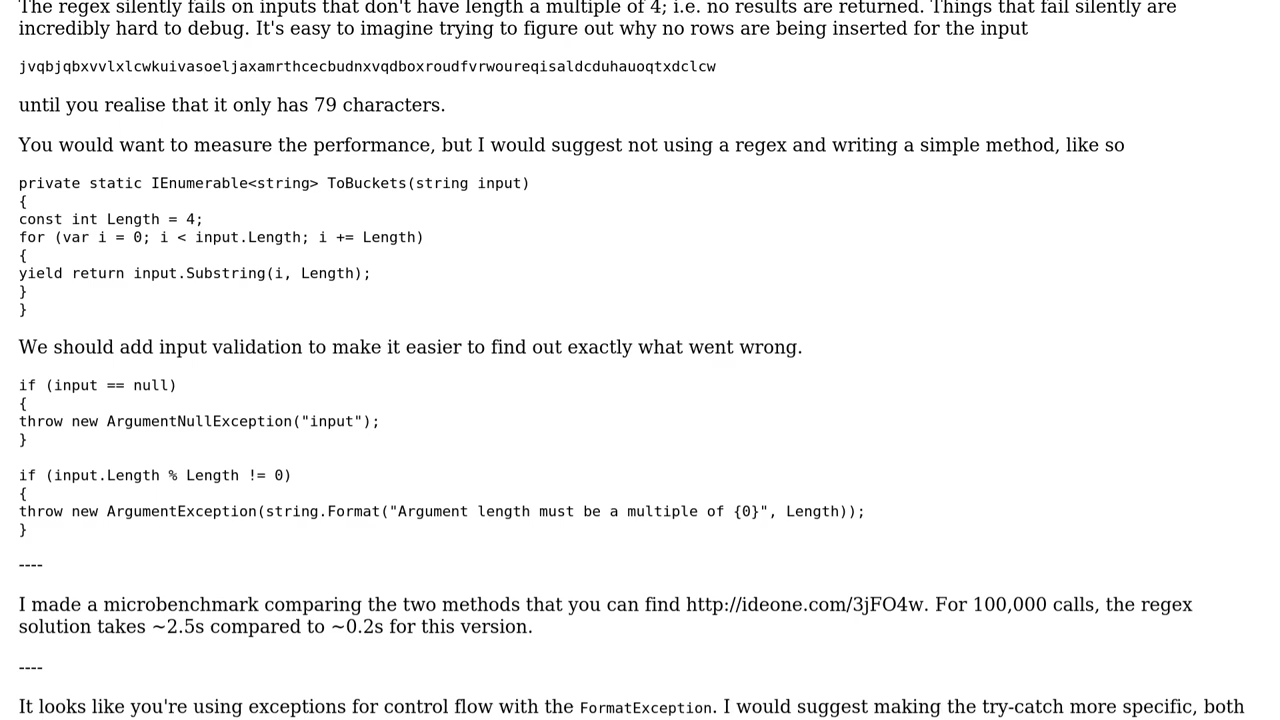 The regex silently fails on inputs that don't have length a multiple of 4; i.e. no results are returned. Things that fail silently are
incredibly hard to debug. It's easy to imagine trying to figure out why no rows are being inserted for the input
jvqbjqbxvvlxlcwkuivasoeljaxamrthcecbudnxvqdboxroudfvrwoureqisaldcduhauoqtxdclcw
until you realise that it only has 79 characters.
You would want to measure the performance, but I would suggest not using a regex and writing a simple method, like so
private static IEnumerable<string> ToBuckets(string input)
{
const int Length = 4;
for (var i = 0; i < input.Length; i += Length)
{
yield return input.Substring(i, Length);
}
}
We should add input validation to make it easier to find out exactly what went wrong.
if (input == null)
{
throw new ArgumentNullException("input");
}
if (input.Length % Length != 0)
{
throw new ArgumentException(string.Format("Argument length must be a multiple of {0}", Length));
}
----
I made a microbenchmark comparing the two methods that you can find http://ideone.com/3jFO4w. For 100,000 calls, the regex
solution takes ~2.5s compared to ~0.2s for this version.
----
It looks like you're using exceptions for control flow with the FormatException. I would suggest making the try-catch more specific, both